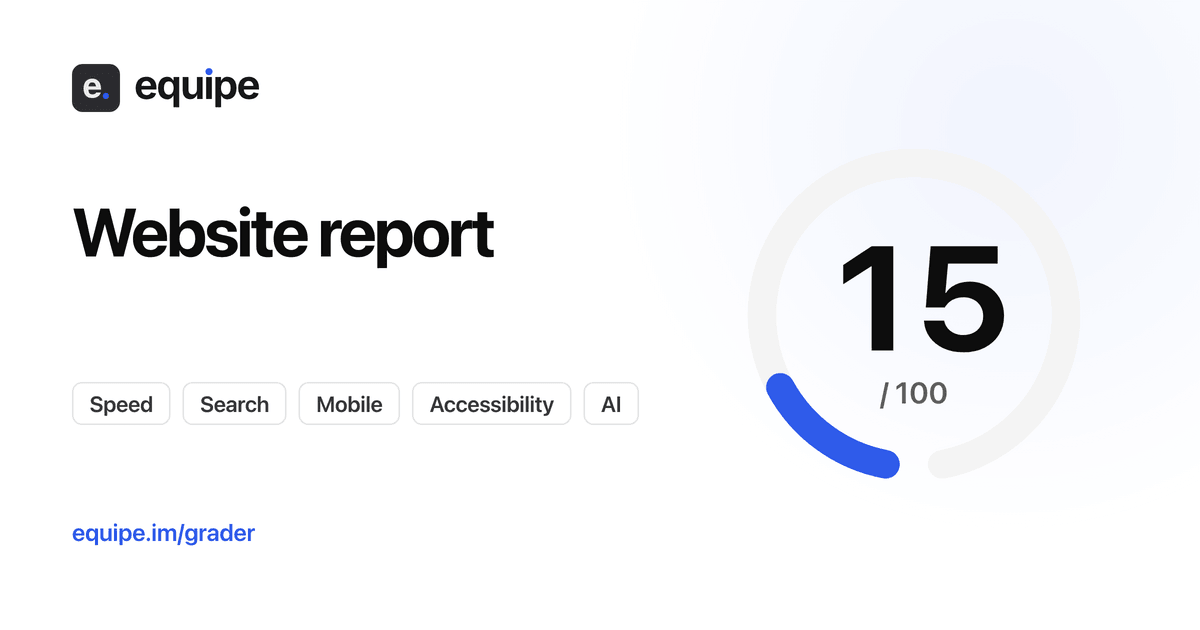 e. equipe
Website report
15
/ 100
Speed Search Mobile Accessibility AI
equipe.im/grader